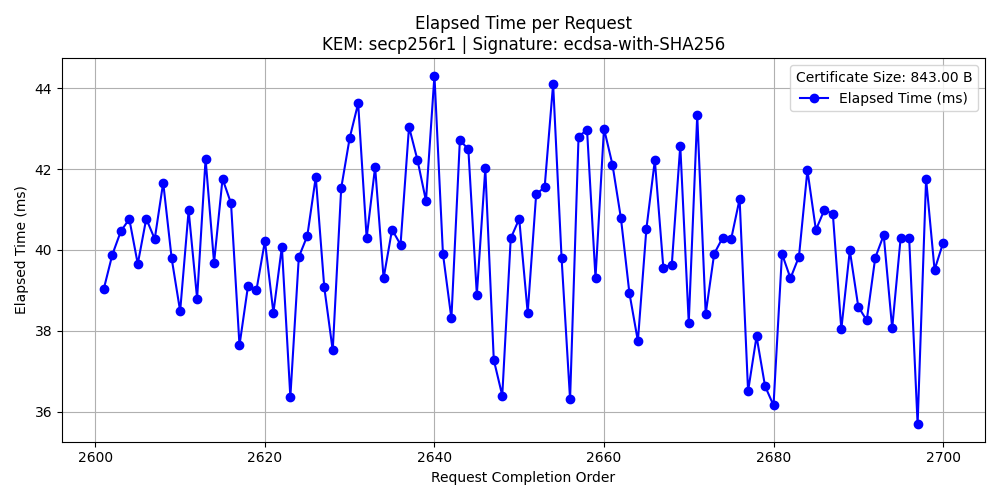 Elapsed Time per Request
KEM: secp256r1 | Signature: ecdsa-with-SHA256
Certificate Size: 843.00 B
Elapsed Time (ms)
Elapsed Time (ms)
44
42
40
38
36
2600 2620 2640 2660 2680 2700
Request Completion Order